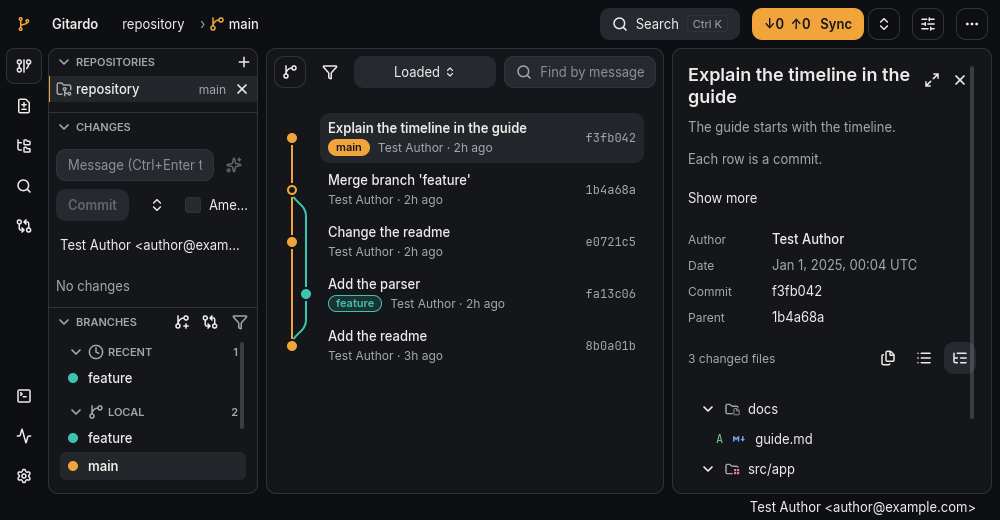 Gitardo repository › main Search Ctrl K ↓0 ↑0 Sync
REPOSITORIES
repository main
CHANGES
Message (Ctrl+Enter t
Commit Ame...
Test Author <author@exam...
No changes
BRANCHES
RECENT 1
feature
LOCAL 2
feature
main
Loaded Find by message
Explain the timeline in the guide f3fb042
main Test Author · 2h ago
Merge branch 'feature' 1b4a68a
Test Author · 2h ago
Change the readme e0721c5
Test Author · 2h ago
Add the parser fa13c06
feature Test Author · 2h ago
Add the readme 8b0a01b
Test Author · 3h ago
Explain the timeline in the
guide
The guide starts with the timeline.
Each row is a commit.
Show more
Author Test Author
Date Jan 1, 2025, 00:04 UTC
Commit f3fb042
Parent 1b4a68a
3 changed files
docs
A guide.md
src/app
Test Author <author@example.com>